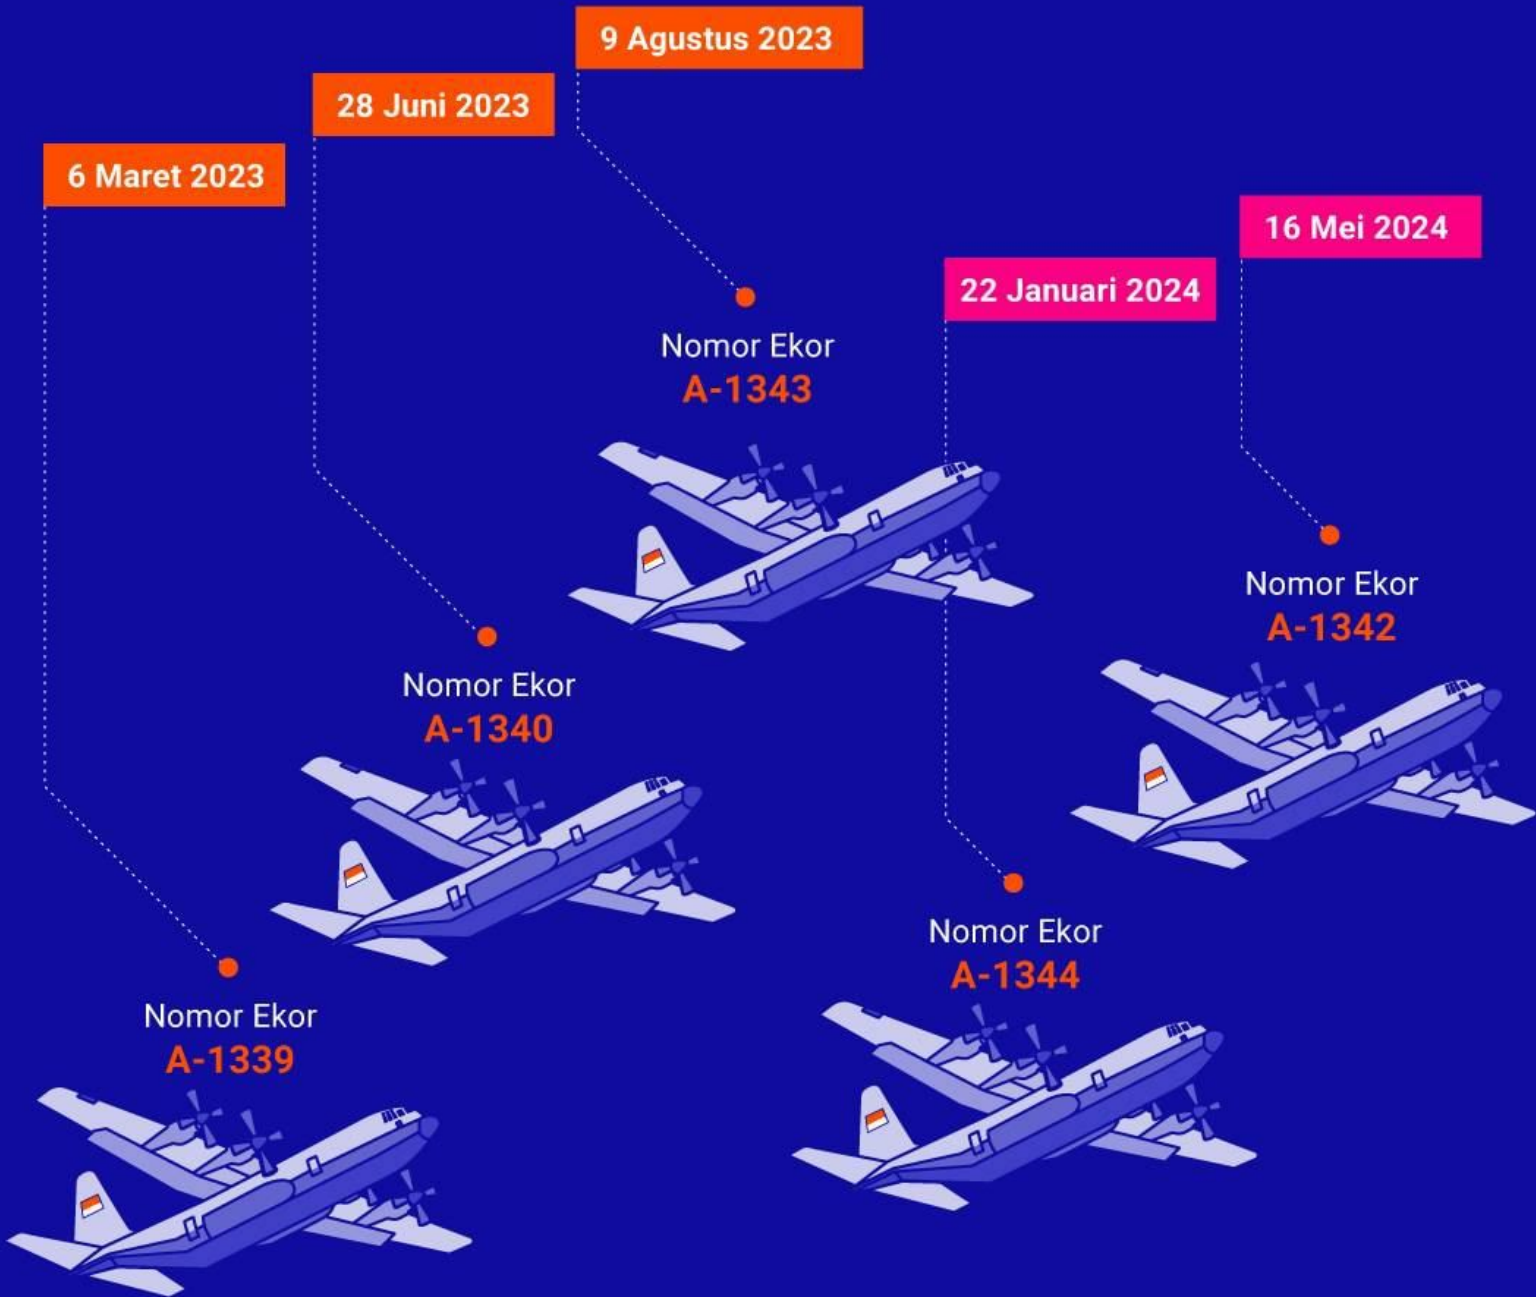 6 Maret 2023
Nomor Ekor
A-1339
28 Juni 2023
Nomor Ekor
A-1340
9 Agustus 2023
Nomor Ekor
A-1343
22 Januari 2024
Nomor Ekor
A-1344
16 Mei 2024
Nomor Ekor
A-1342